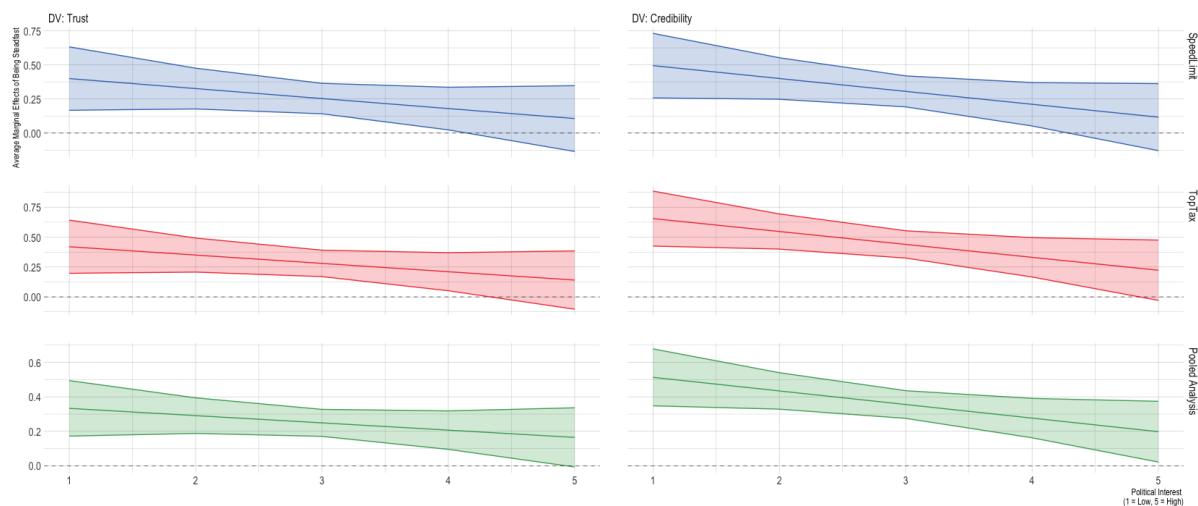 DV: Trust
DV: Credibility
Average Marginal Effects of Being Steadfast
0.75
0.50
0.25
0.00
SpeedLimit
0.75
0.50
0.25
0.00
TopTax
0.6
0.4
0.2
0.0
Pooled Analysis
1 2 3 4 5
1 2 3 4 5
Political Interest
(1 = Low, 5 = High)